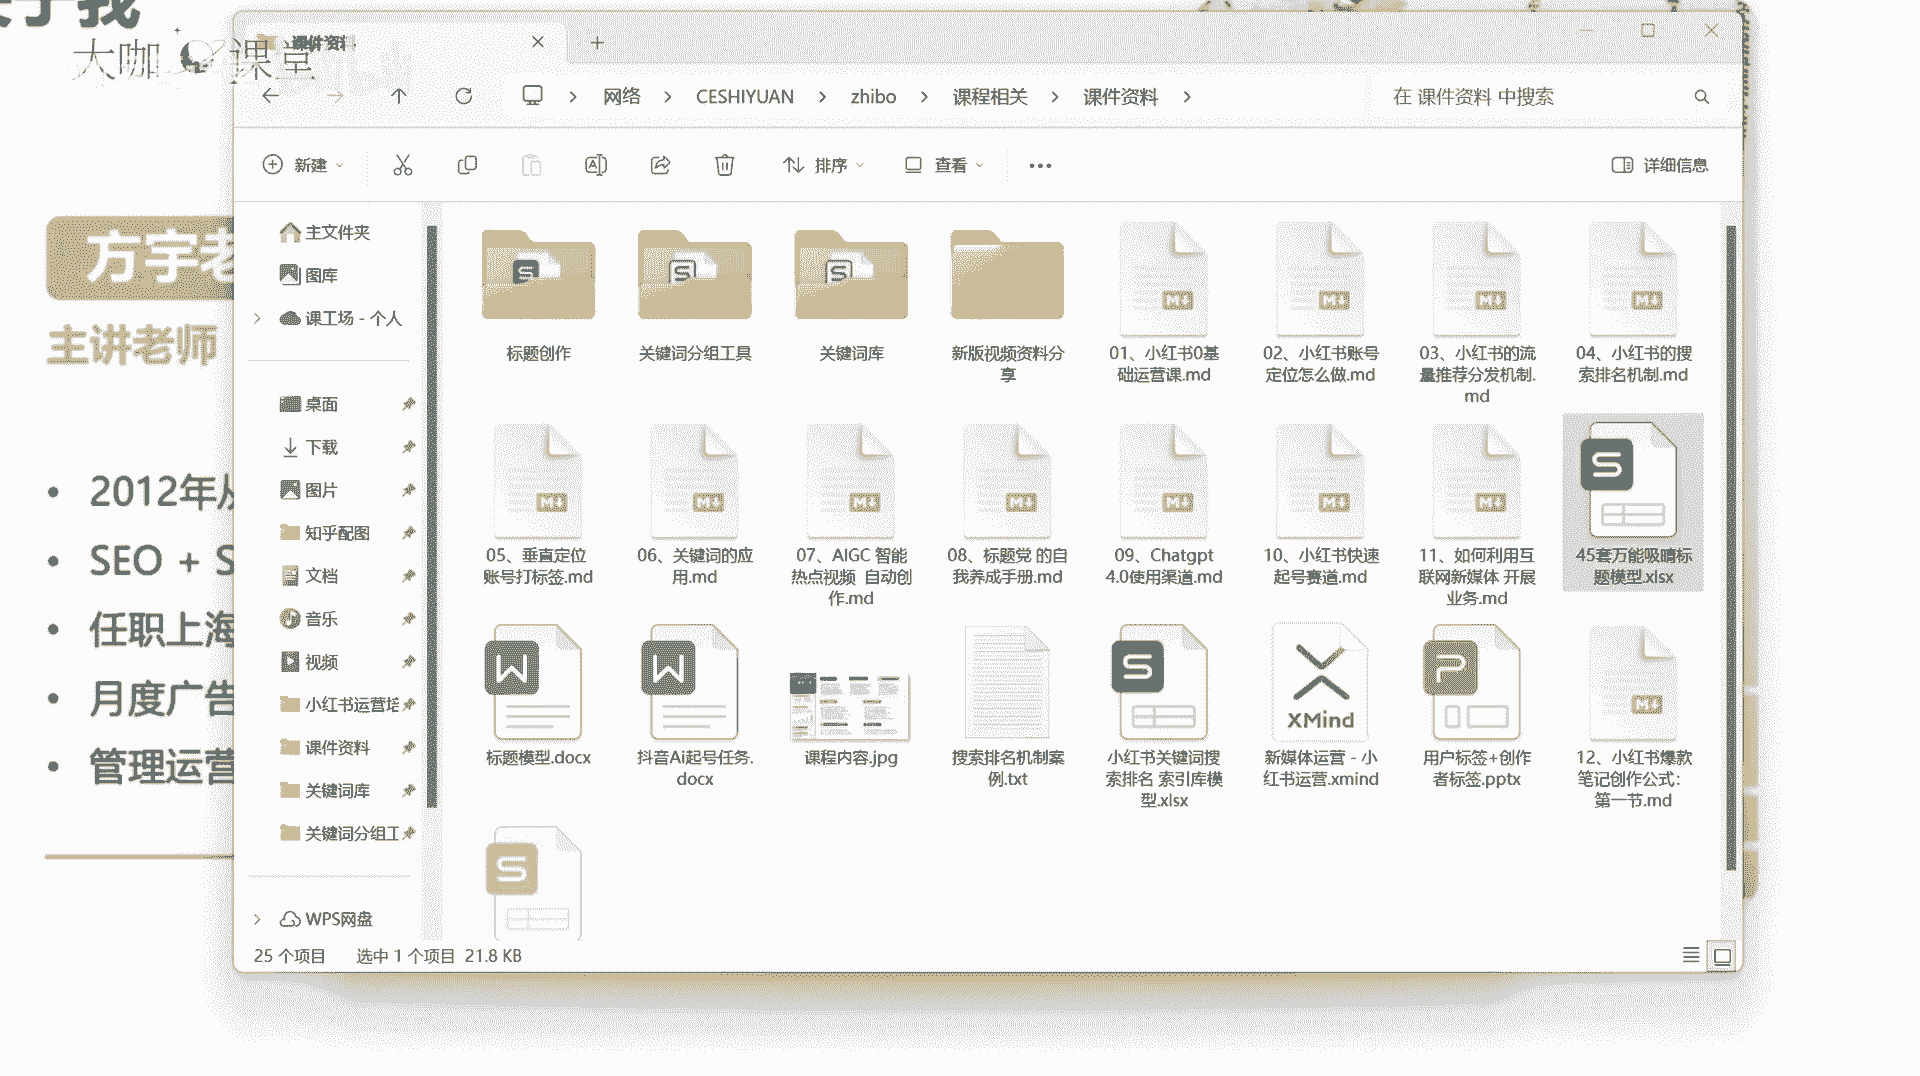 大咖课堂
课件资料
网络 > CESHIYUAN > zhibo > 课程相关 > 课件资料 >
在 课件资料 中搜索
新建
排序
查看
详细信息
方宇老
主讲老师
2012年从
SEO + S
任职上海
月度广告
管理运营
主文件夹
图库
课工场 - 个人
桌面
下载
图片
知乎配图
文档
音乐
视频
小红书运营培
课件资料
关键词库
关键词分组工
WPS网盘
标题创作
关键词分组工具
关键词库
新版视频资料分
享
01、小红书0基
础运营课.md
02、小红书账号
定位怎么做.md
03、小红书的流
量推荐分发机制.
md
04、小红书的搜
索排名机制.md
05、垂直定位
账号打标签.md
06、关键词的应
用.md
07、AIGC 智能
热点视频 自动创
作.md
08、标题党 的自
我养成手册.md
09、Chatgpt
4.0使用渠道.md
10、小红书快速
起号赛道.md
11、如何利用互
联网新媒体 开展
业务.md
45套万能吸睛标
题模型.xlsx
标题模型.docx
抖音Ai起号任务.
docx
课程内容.jpg
搜索排名机制案
例.txt
小红书关键词搜
索排名 索引库模
型.xlsx
XMind
新媒体运营 - 小
红书运营.xmind
用户标签+创作
者标签.pptx
12、小红书爆款
笔记创作公式：
第一节.md
25 个项目
选中 1 个项目 21.8 KB